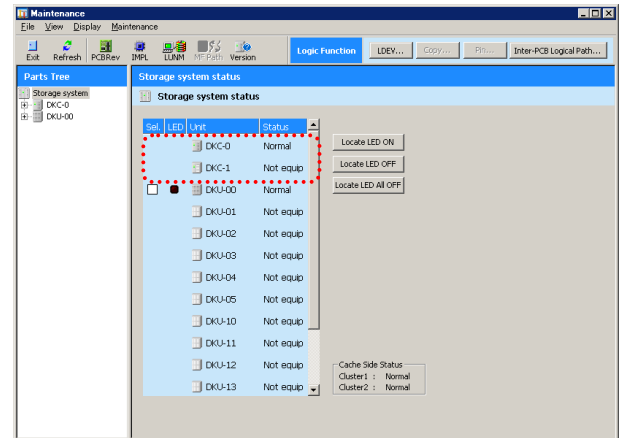 Maintenance
File View Display Maintenance
Exit Refresh PCBRev IMPL LUNM MF Path Version Logic Function LDEV... Copy... Pin... Inter-PCB Logical Path...
Parts Tree
Storage system
DKC-0
DKU-00
Storage system status
Storage system status
Sel. LED Unit Status
DKC-0 Normal
DKC-1 Not equip
DKU-00 Normal
DKU-01 Not equip
DKU-02 Not equip
DKU-03 Not equip
DKU-04 Not equip
DKU-05 Not equip
DKU-10 Not equip
DKU-11 Not equip
DKU-12 Not equip
DKU-13 Not equip
Locate LED ON
Locate LED OFF
Locate LED All OFF
Cache Side Status
Cluster1 : Normal
Cluster2 : Normal